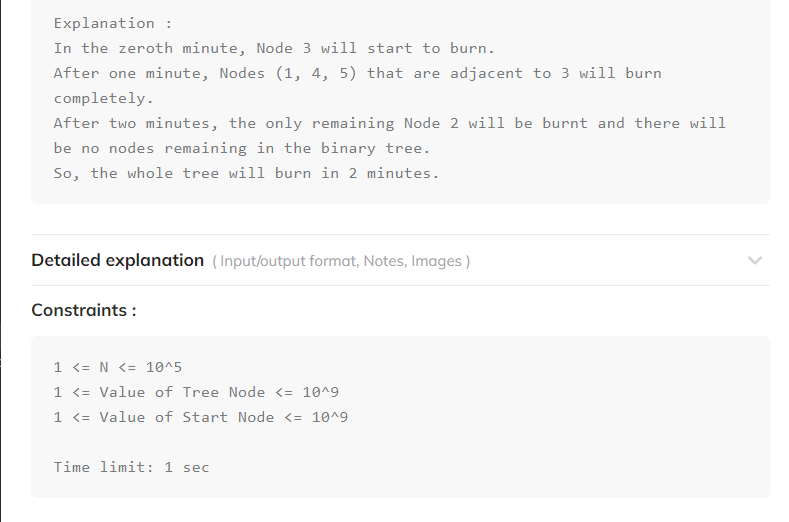 Explanation :
In the zeroth minute, Node 3 will start to burn.
After one minute, Nodes (1, 4, 5) that are adjacent to 3 will burn
completely.
After two minutes, the only remaining Node 2 will be burnt and there will
be no nodes remaining in the binary tree.
So, the whole tree will burn in 2 minutes.
Detailed explanation ( Input/output format, Notes, Images )
Constraints :
1 <= N <= 10^5
1 <= Value of Tree Node <= 10^9
1 <= Value of Start Node <= 10^9
Time limit: 1 sec